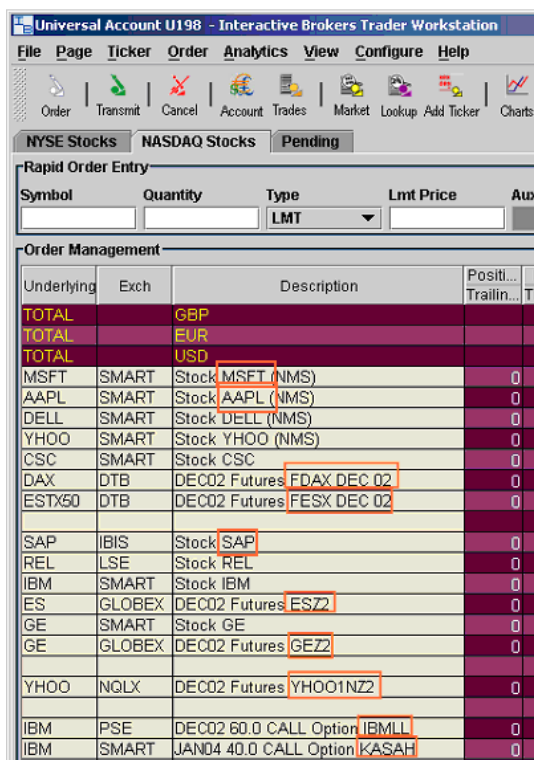 Universal Account U198 - Interactive Brokers Trader Workstation
File Page Ticker Order Analytics View Configure Help
Order Transmit Cancel Account Trades Market Lookup Add Ticker Charts
NYSE Stocks NASDAQ Stocks Pending
Rapid Order Entry
Symbol Quantity Type Lmt Price Aux
LMT
Order Management
Underlying Exch Description Positi...
Trailin... T
TOTAL GBP
TOTAL EUR
TOTAL USD
MSFT SMART Stock MSFT (NMS) 0
AAPL SMART Stock AAPL (NMS) 0
DELL SMART Stock DELL (NMS) 0
YHOO SMART Stock YHOO (NMS) 0
CSC SMART Stock CSC 0
DAX DTB DEC02 Futures FDAX DEC 02 0
ESTX50 DTB DEC02 Futures FESX DEC 02 0
SAP IBIS Stock SAP 0
REL LSE Stock REL 0
IBM SMART Stock IBM 0
ES GLOBEX DEC02 Futures ESZ2 0
GE SMART Stock GE 0
GE GLOBEX DEC02 Futures GEZ2 0
YHOO NQLX DEC02 Futures YHOO1NZ2 0
IBM PSE DEC02 60.0 CALL Option IBMLL 0
IBM SMART JAN04 40.0 CALL Option KASAH 0